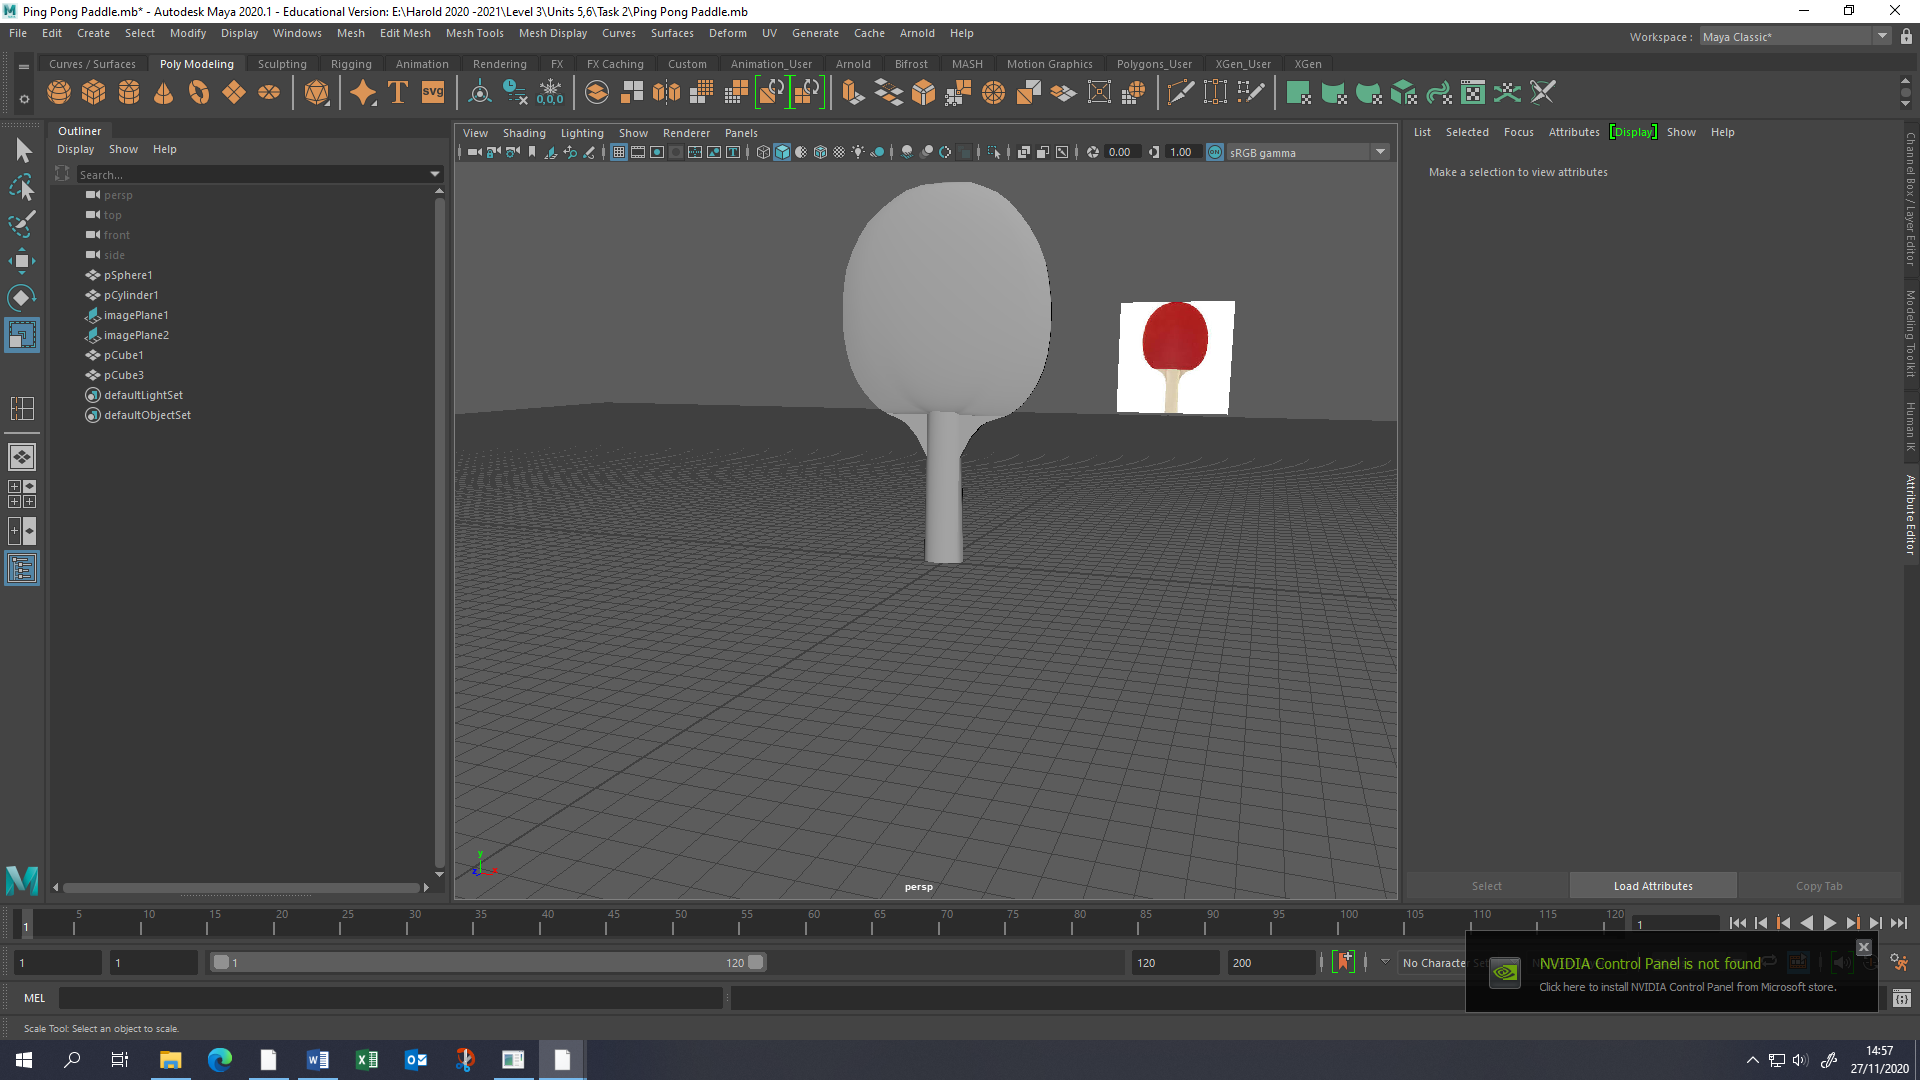 Ping Pong Paddle.mb* - Autodesk Maya 2020.1 - Educational Version: E:\Harold 2020 -2021\Level 3\Units 5,6\Task 2\Ping Pong Paddle.mb
File Edit Create Select Modify Display Windows Mesh Edit Mesh Mesh Tools Mesh Display Curves Surfaces Deform UV Generate Cache Arnold Help
Workspace : Maya Classic*
Curves / Surfaces Poly Modeling Sculpting Rigging Animation Rendering FX FX Caching Custom Animation_User Arnold Bifrost MASH Motion Graphics Polygons_User XGen_User XGen
T svg 0,0,0
Outliner
Display Show Help
Search...
persp
top
front
side
pSphere1
pCylinder1
imagePlane1
imagePlane2
pCube1
pCube3
defaultLightSet
defaultObjectSet
View Shading Lighting Show Renderer Panels
0.00 1.00 ON sRGB gamma
y
z x
persp
List Selected Focus Attributes Display Show Help
Make a selection to view attributes
Select Load Attributes Copy Tab
Channel Box / Layer Editor
Modeling Toolkit
Human IK
Attribute Editor
1 5 10 15 20 25 30 35 40 45 50 55 60 65 70 75 80 85 90 95 100 105 110 115 120 1
1 1 1 120 120 200 No Character
NVIDIA Control Panel is not found
Click here to install NVIDIA Control Panel from Microsoft store.
MEL
Scale Tool: Select an object to scale.
14:57
27/11/2020